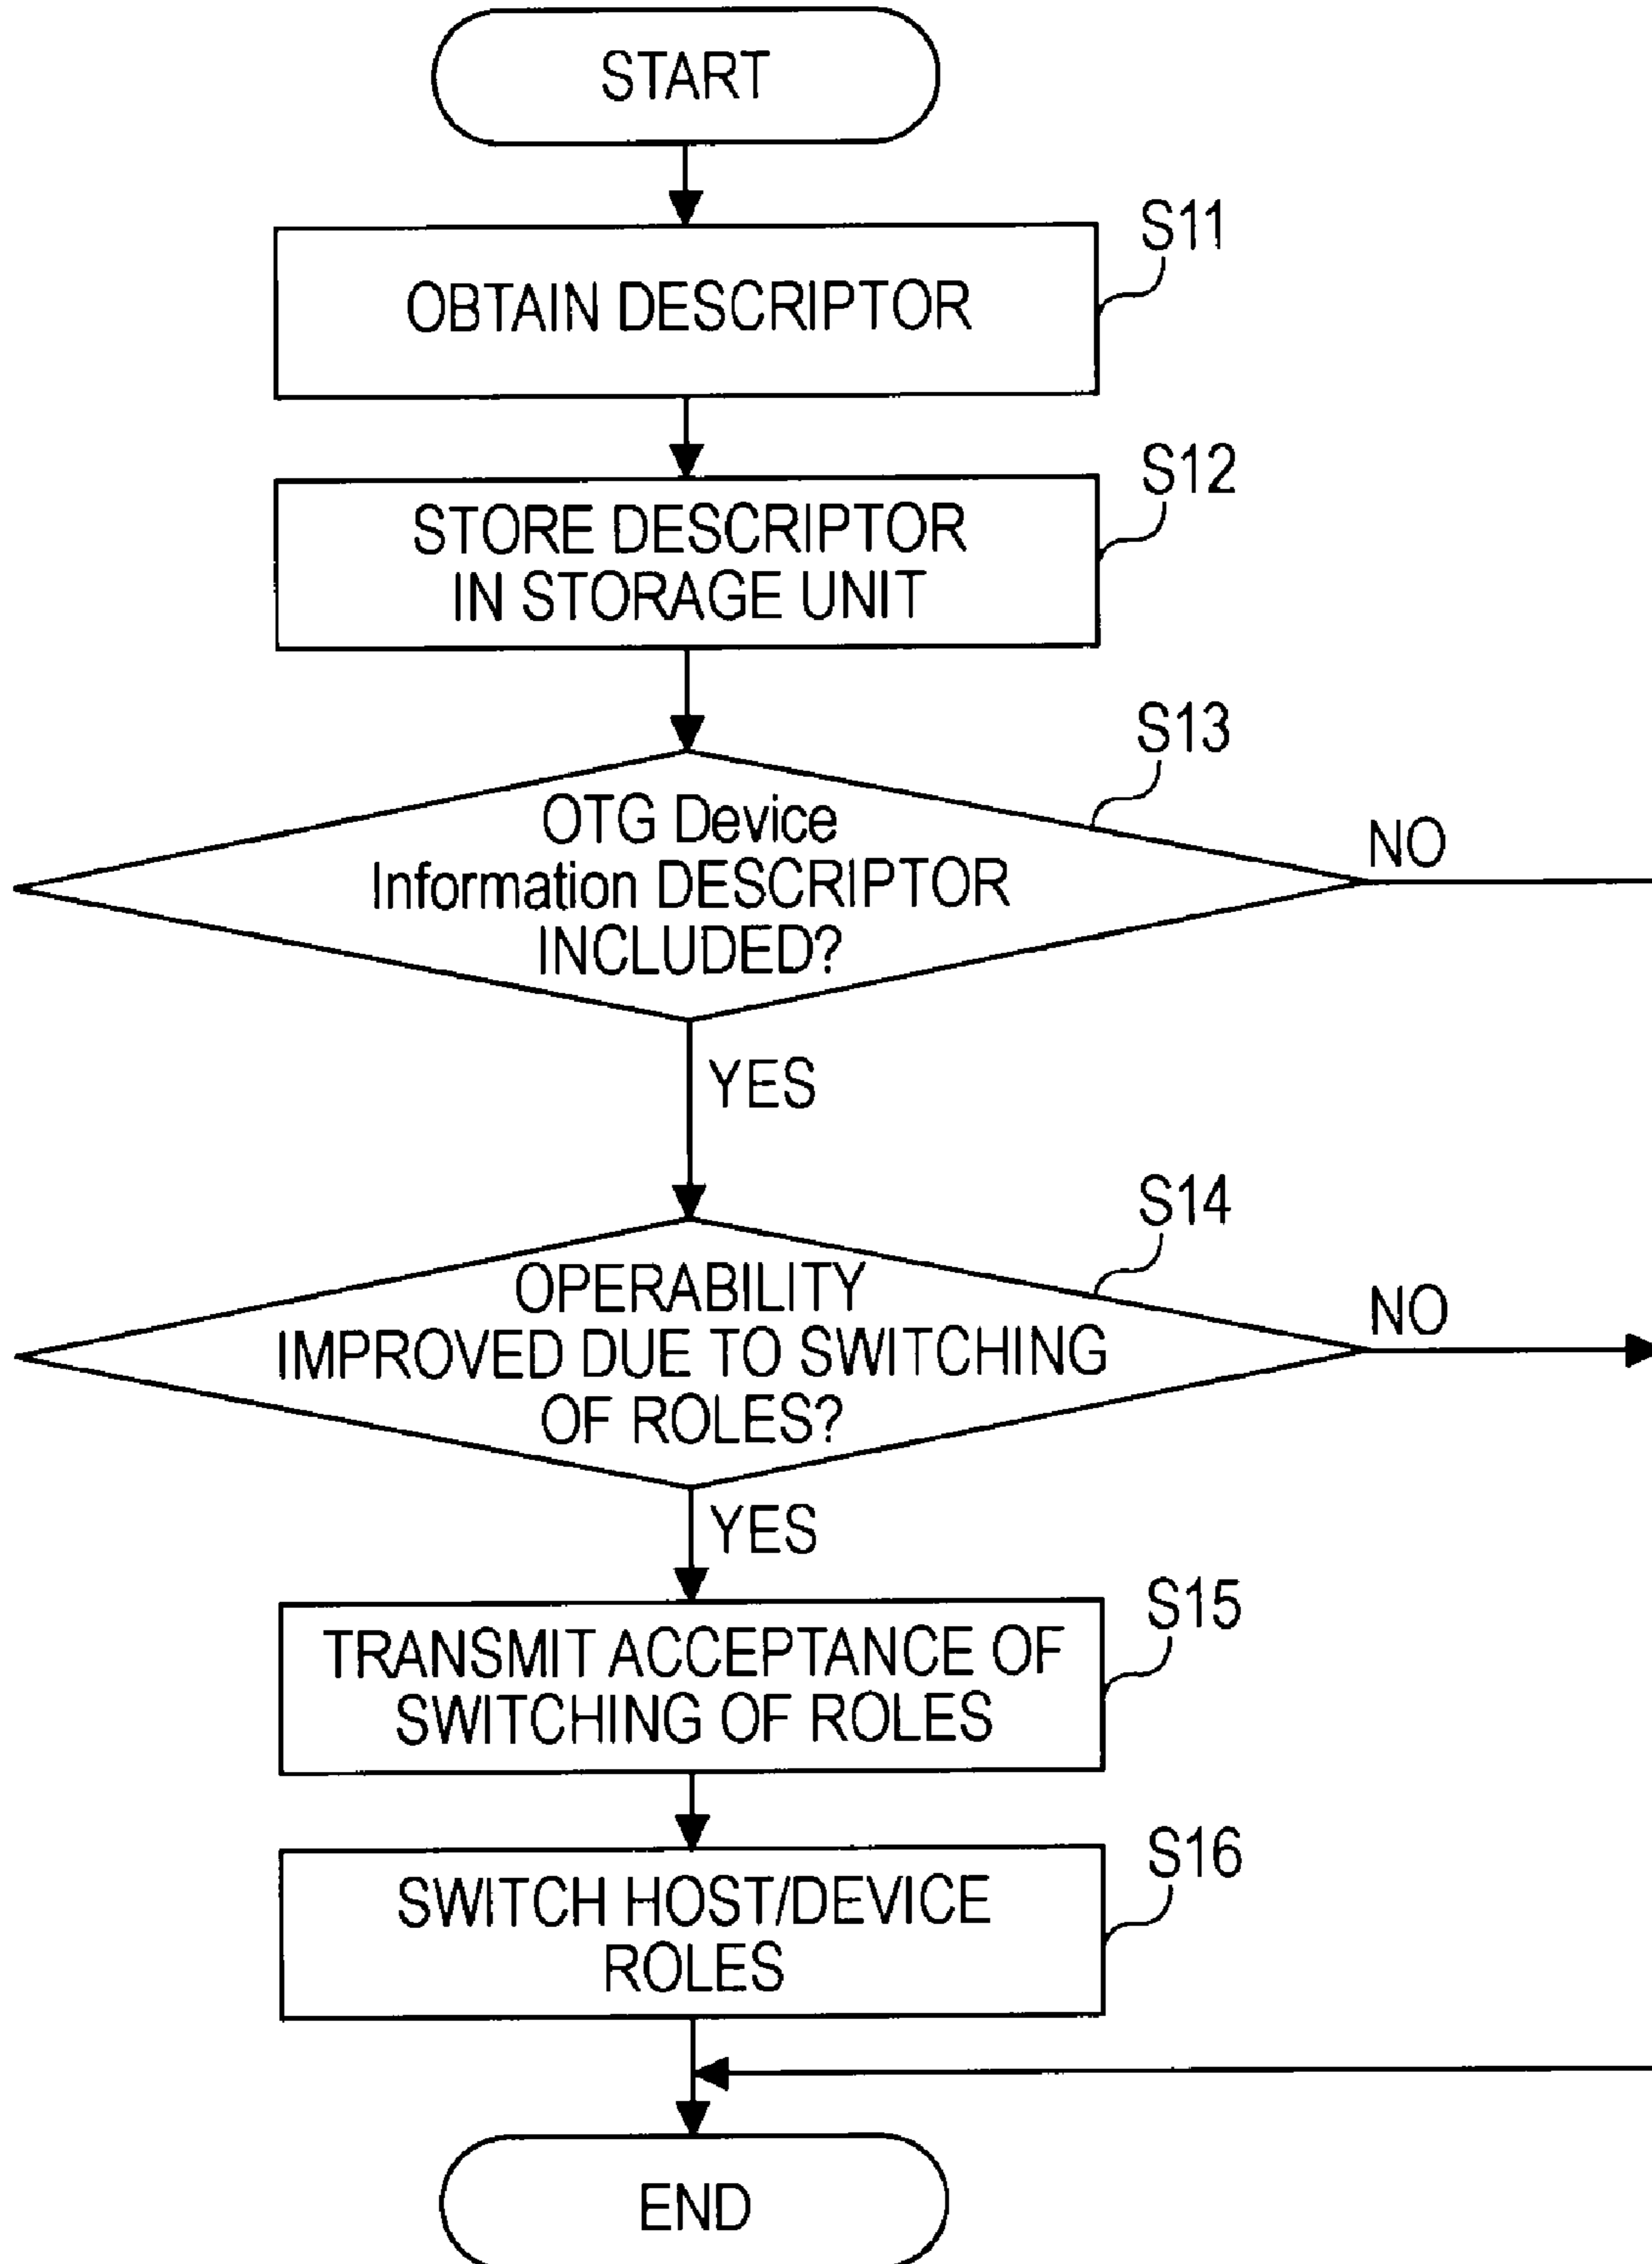 START
S11
OBTAIN DESCRIPTOR
S12
STORE DESCRIPTOR
IN STORAGE UNIT
S13
OTG Device
Information DESCRIPTOR
INCLUDED?
NO
YES
S14
OPERABILITY
IMPROVED DUE TO SWITCHING
OF ROLES?
NO
YES
S15
TRANSMIT ACCEPTANCE OF
SWITCHING OF ROLES
S16
SWITCH HOST/DEVICE
ROLES
END